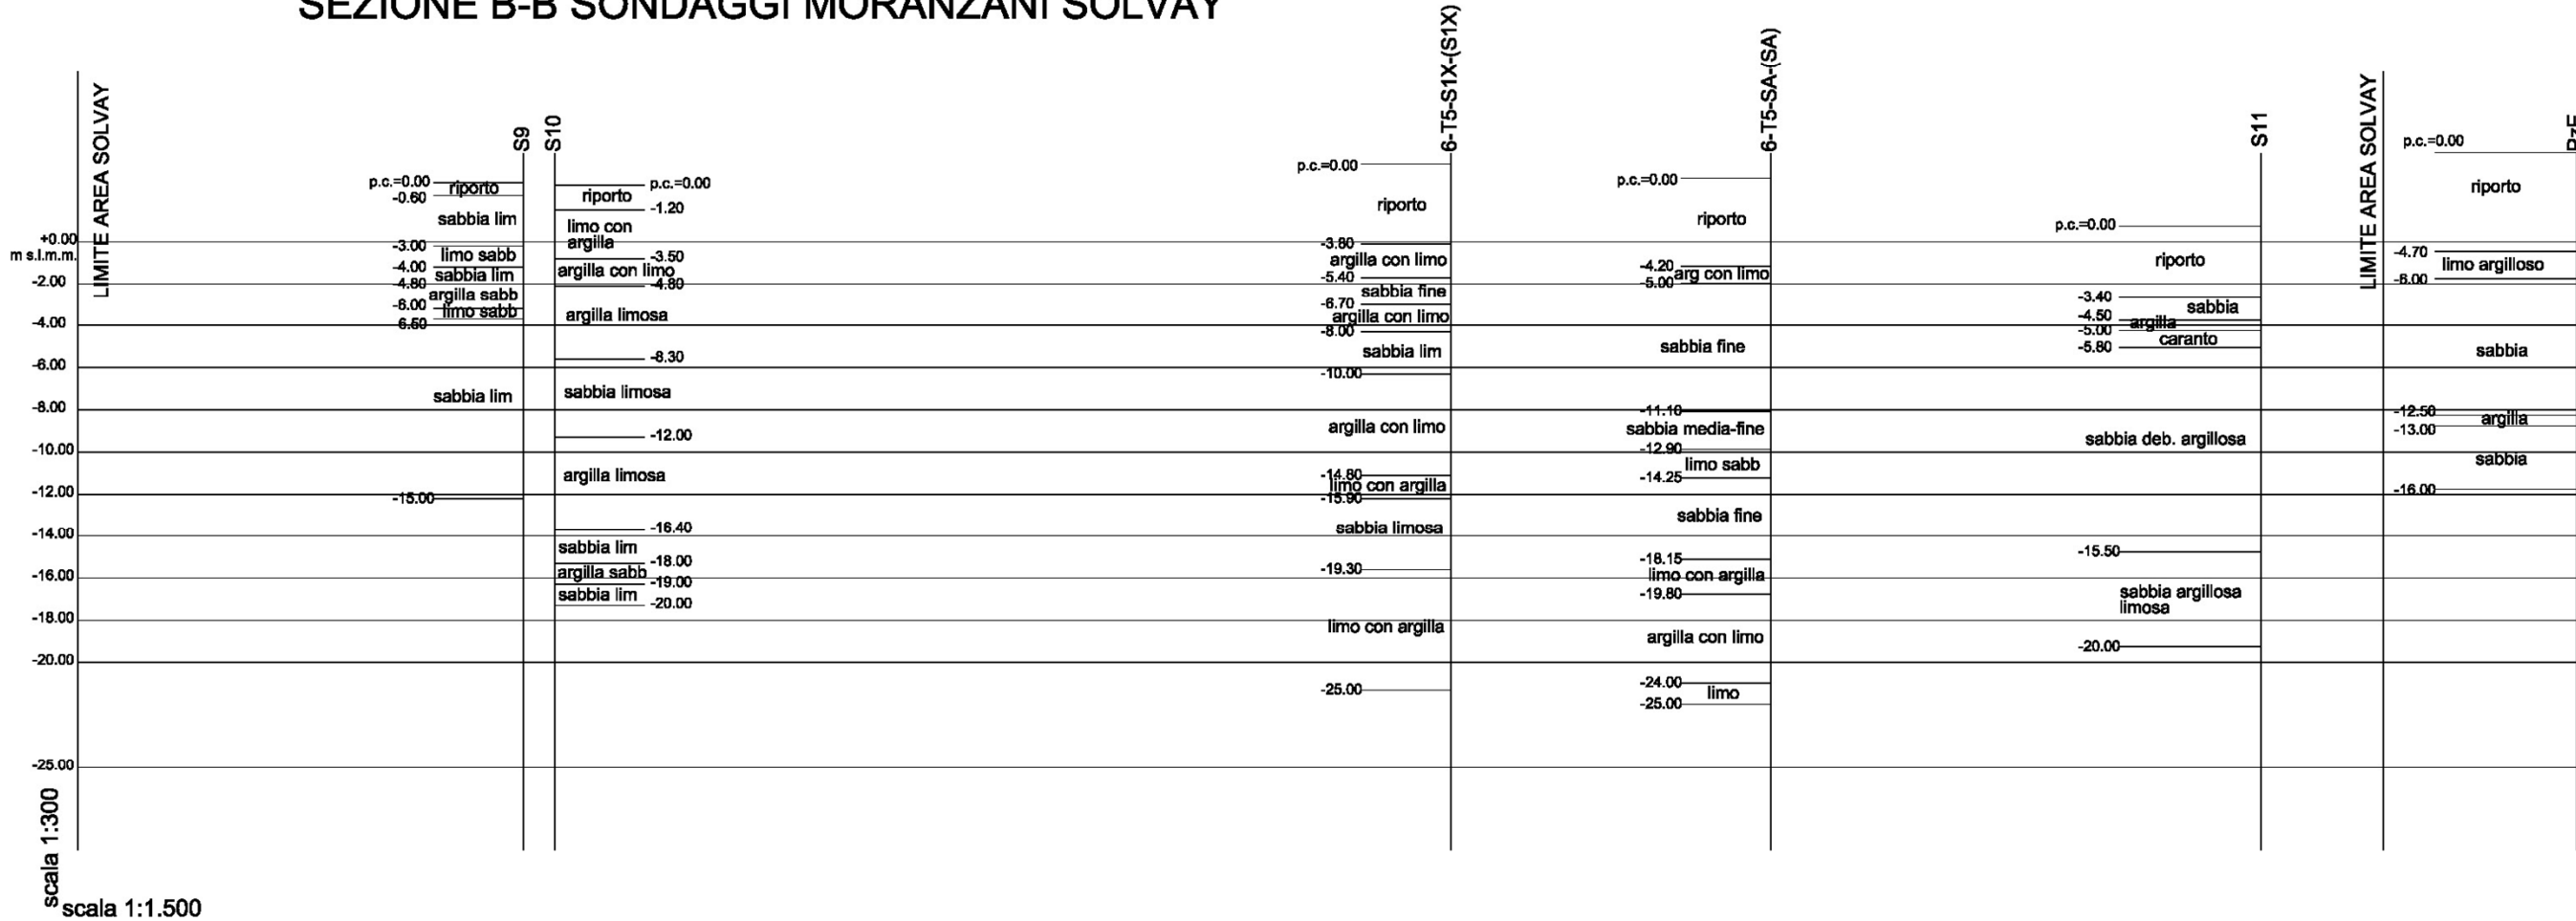 SEZIONE B-B SONDAGGI MORANZANI SOLVAY
LIMITE AREA SOLVAY
+0.00
m s.l.m.m.
-2.00
-4.00
-6.00
-8.00
-10.00
-12.00
-14.00
-16.00
-18.00
-20.00
-25.00
scala 1:300
scala 1:1.500
S9
p.c.=0.00
riporto
-0.60
sabbia lim
-3.00
limo sabb
-4.00
sabbia lim
-4.80
argilla sabb
-6.00
limo sabb
6.50
sabbia lim
-15.00
S10
p.c.=0.00
riporto
-1.20
limo con
argilla
-3.50
argilla con limo
-4.80
argilla limosa
-8.30
sabbia limosa
-12.00
argilla limosa
-16.40
sabbia lim
-18.00
argilla sabb
-19.00
sabbia lim
-20.00
6-T5-S1X-(S1X)
p.c.=0.00
riporto
-3.80
argilla con limo
-5.40
sabbia fine
-6.70
argilla con limo
-8.00
sabbia lim
-10.00
argilla con limo
-14.80
limo con argilla
-15.90
sabbia limosa
-19.30
limo con argilla
-25.00
6-T5-SA-(SA)
p.c.=0.00
riporto
-4.20
arg con limo
-5.00
sabbia fine
-11.10
sabbia media-fine
-12.90
limo sabb
-14.25
sabbia fine
-18.15
limo con argilla
-19.80
argilla con limo
-24.00
limo
-25.00
S11
p.c.=0.00
riporto
-3.40
sabbia
-4.50
argilla
-5.00
caranto
-5.80
sabbia deb. argillosa
-15.50
sabbia argillosa
limosa
-20.00
LIMITE AREA SOLVAY
p.c.=0.00
riporto
-4.70
limo argilloso
-6.00
sabbia
-12.50
argilla
-13.00
sabbia
-16.00